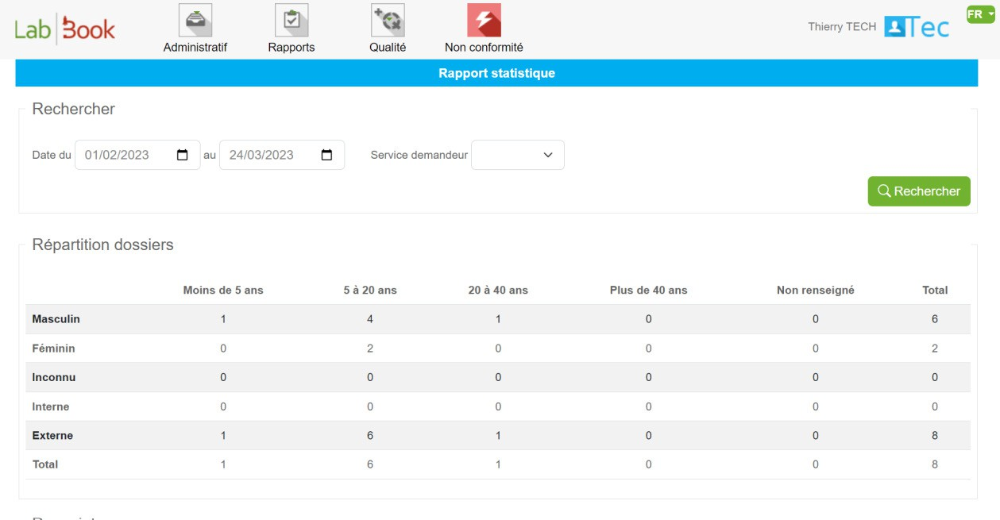 Lab Book
Administratif Rapports Qualité Non conformité
Thierry TECH Tec FR
Rapport statistique
Rechercher
Date du 01/02/2023 au 24/03/2023 Service demandeur
Rechercher
Répartition dossiers
Moins de 5 ans 5 à 20 ans 20 à 40 ans Plus de 40 ans Non renseigné Total
Masculin 1 4 1 0 0 6
Féminin 0 2 0 0 0 2
Inconnu 0 0 0 0 0 0
Interne 0 0 0 0 0 0
Externe 1 6 1 0 0 8
Total 1 6 1 0 0 8